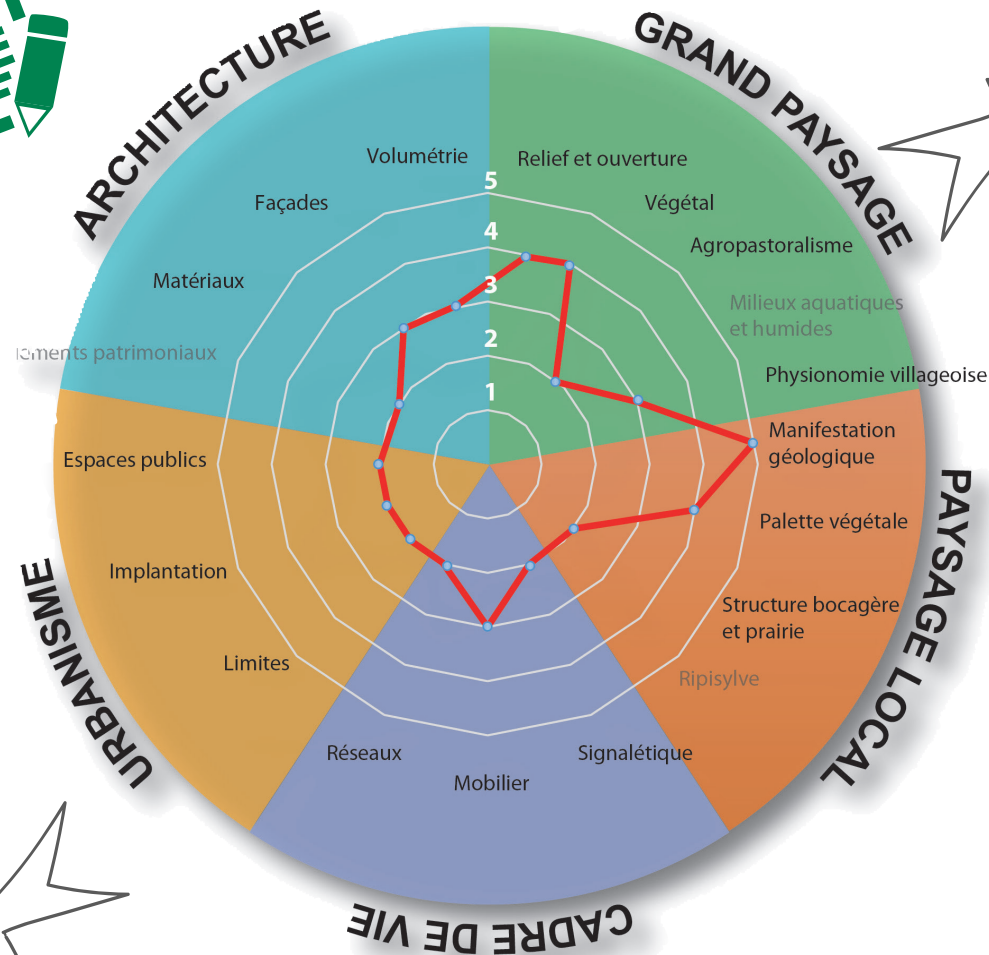 ARCHITECTURE
GRAND PAYSAGE
Volumétrie
Relief et ouverture
Façades
Végétal
Matériaux
Agropastoralisme
patrimoniaux
Milieux aquatiques
et humides
Physionomie villageoise
5
4
3
2
1
Espaces publics
Manifestation
géologique
Palette végétale
Implantation
Structure bocagère
et prairie
Limites
Ripisylve
Réseaux
Mobilier
Signalétique
URBANISME
PAYSAGE LOCAL
CADRE DE VIE